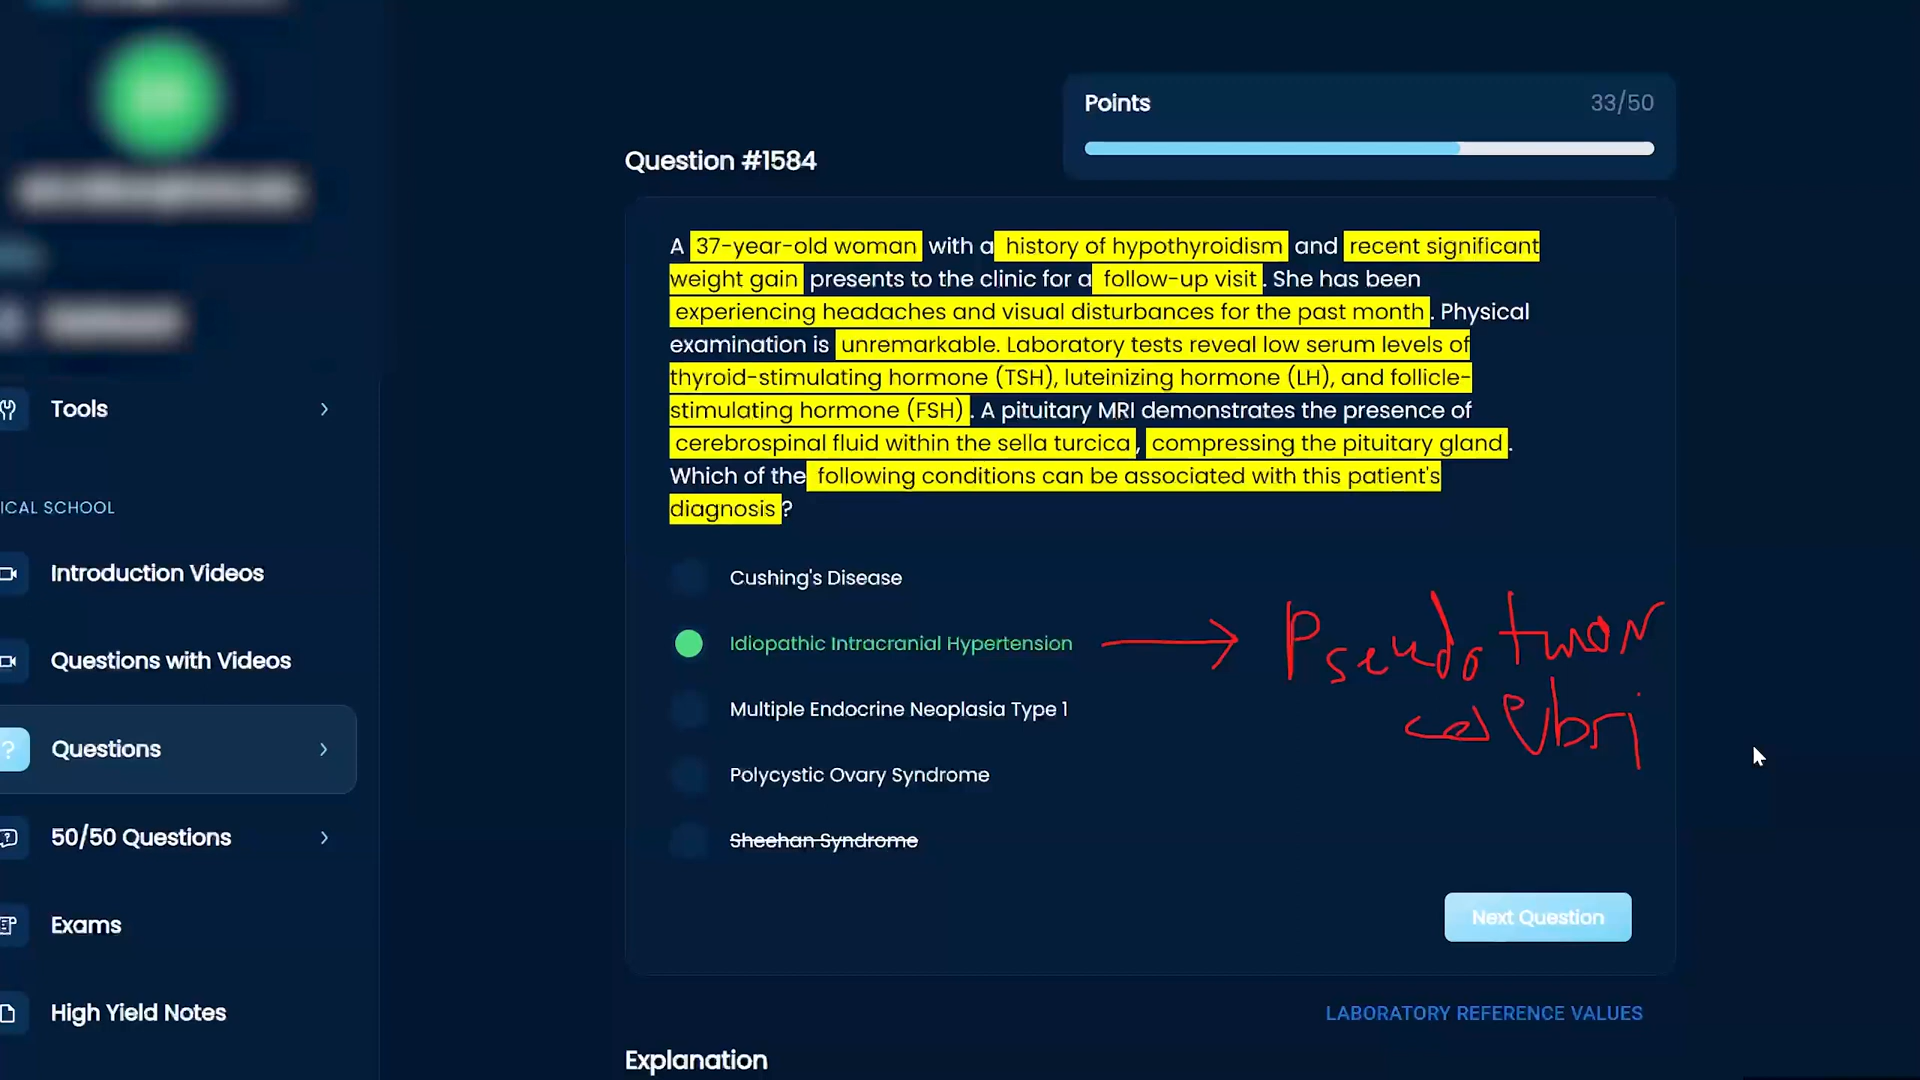 Points
33/50
Question #1584
A 37-year-old woman with a history of hypothyroidism and recent significant
weight gain presents to the clinic for a follow-up visit. She has been
experiencing headaches and visual disturbances for the past month. Physical
examination is unremarkable. Laboratory tests reveal low serum levels of
thyroid-stimulating hormone (TSH), luteinizing hormone (LH), and follicle-
stimulating hormone (FSH). A pituitary MRI demonstrates the presence of
cerebrospinal fluid within the sella turcica, compressing the pituitary gland.
Which of the following conditions can be associated with this patient's
diagnosis?
Cushing's Disease
Idiopathic Intracranial Hypertension
Pseudotumor
Multiple Endocrine Neoplasia Type 1
Polycystic Ovary Syndrome
Sheehan Syndrome
Next Question
LABORATORY REFERENCE VALUES
Explanation
Tools
ICAL SCHOOL
Introduction Videos
Questions with Videos
Questions
50/50 Questions
Exams
High Yield Notes